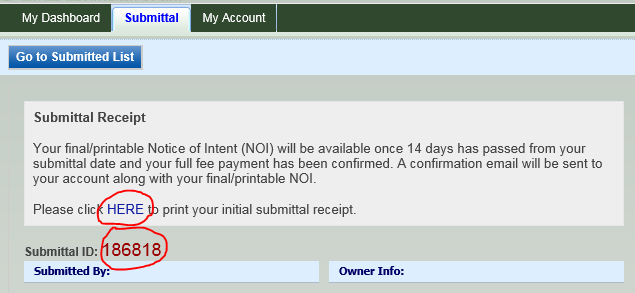 My Dashboard Submittal My Account
Go to Submitted List
Submittal Receipt
Your final/printable Notice of Intent (NOI) will be available once 14 days has passed from your
submittal date and your full fee payment has been confirmed. A confirmation email will be sent to
your account along with your final/printable NOI.
Please click HERE to print your initial submittal receipt.
Submittal ID: 186818
Submitted By: Owner Info: